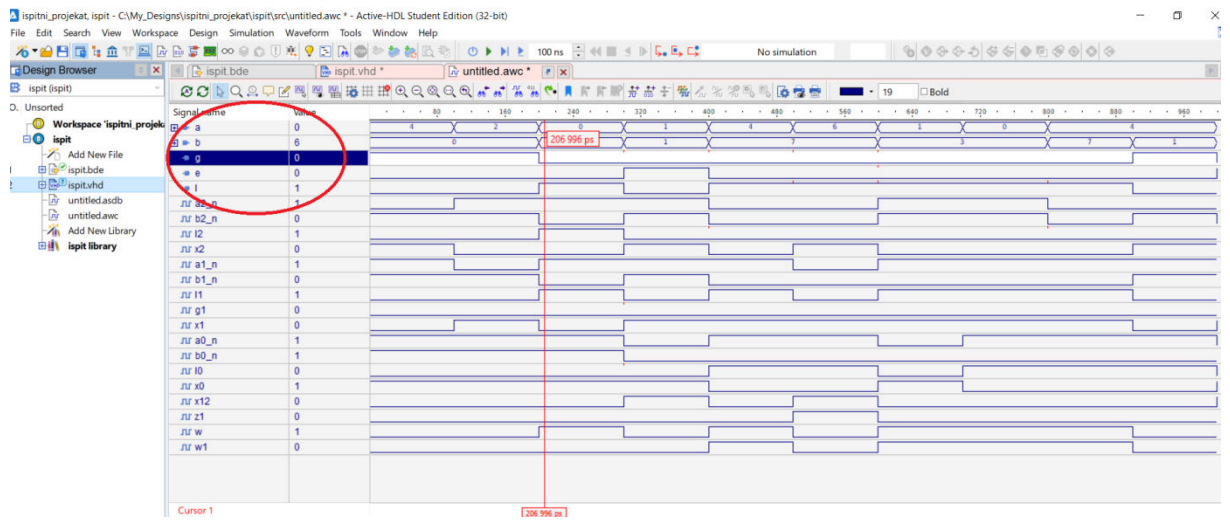 ispitni_projekat, ispit - C:\My_Designs\ispitni_projekat\ispit\src\untitled.awc * - Active-HDL Student Edition (32-bit)
File Edit Search View Workspace Design Simulation Waveform Tools Window Help
100 ns No simulation
Design Browser ispit.bde ispit.vhd * untitled.awc *
ispit (ispit) 19 Bold
Unsorted
Workspace 'ispitni_projek
ispit
Add New File
ispit.bde
ispit.vhd
untitled.asdb
untitled.awc
Add New Library
ispit library
Signal name Value 80 160 240 320 400 480 560 640 720 800 880 960
a 0 4 2 0 1 4 6 1 0 4
b 6 0 1 7 3 7 1
206 996 ps
g 0
e 0
l 1
a2_n 1
b2_n 0
l2 1
x2 0
a1_n 1
b1_n 0
l1 1
g1 0
x1 0
a0_n 1
b0_n 1
l0 0
x0 1
x12 0
z1 0
w 1
w1 0
Cursor 1 206 996 ps